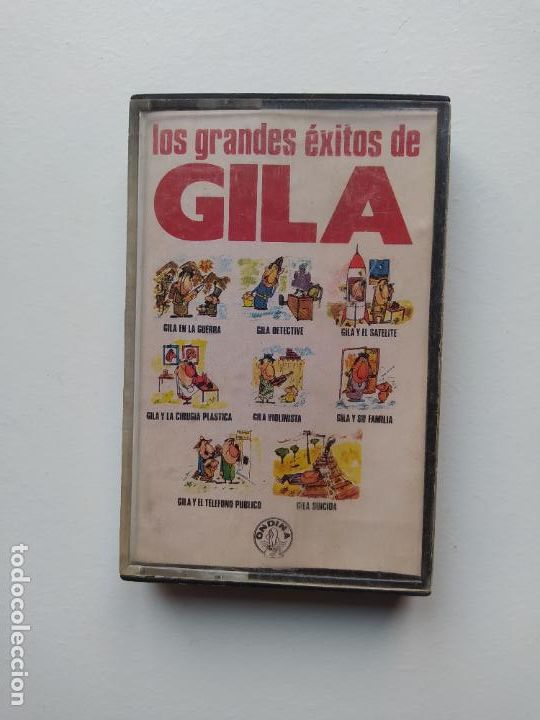 los grandes éxitos de
GILA
GILA EN LA GUERRA
GILA DETECTIVE
GILA Y EL SATELITE
GILA Y LA CIRUGIA PLASTICA
GILA VIOLINISTA
GILA Y SU FAMILIA
GILA Y EL TELEFONO PUBLICO
GILA SUICIDA
ONDINA
todocoleccion